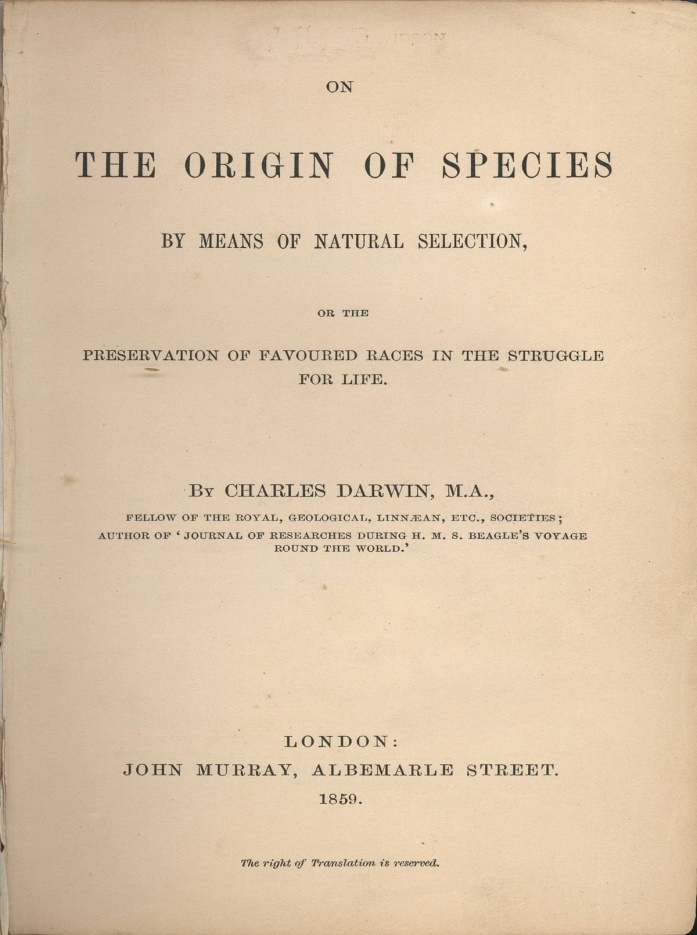 ON
THE ORIGIN OF SPECIES
BY MEANS OF NATURAL SELECTION,
OR THE
PRESERVATION OF FAVOURED RACES IN THE STRUGGLE
FOR LIFE.
By CHARLES DARWIN, M.A.,
FELLOW OF THE ROYAL, GEOLOGICAL, LINNÆAN, ETC., SOCIETIES;
AUTHOR OF ‘JOURNAL OF RESEARCHES DURING H. M. S. BEAGLE’S VOYAGE
ROUND THE WORLD.’
LONDON:
JOHN MURRAY, ALBEMARLE STREET.
1859.
The right of Translation is reserved.